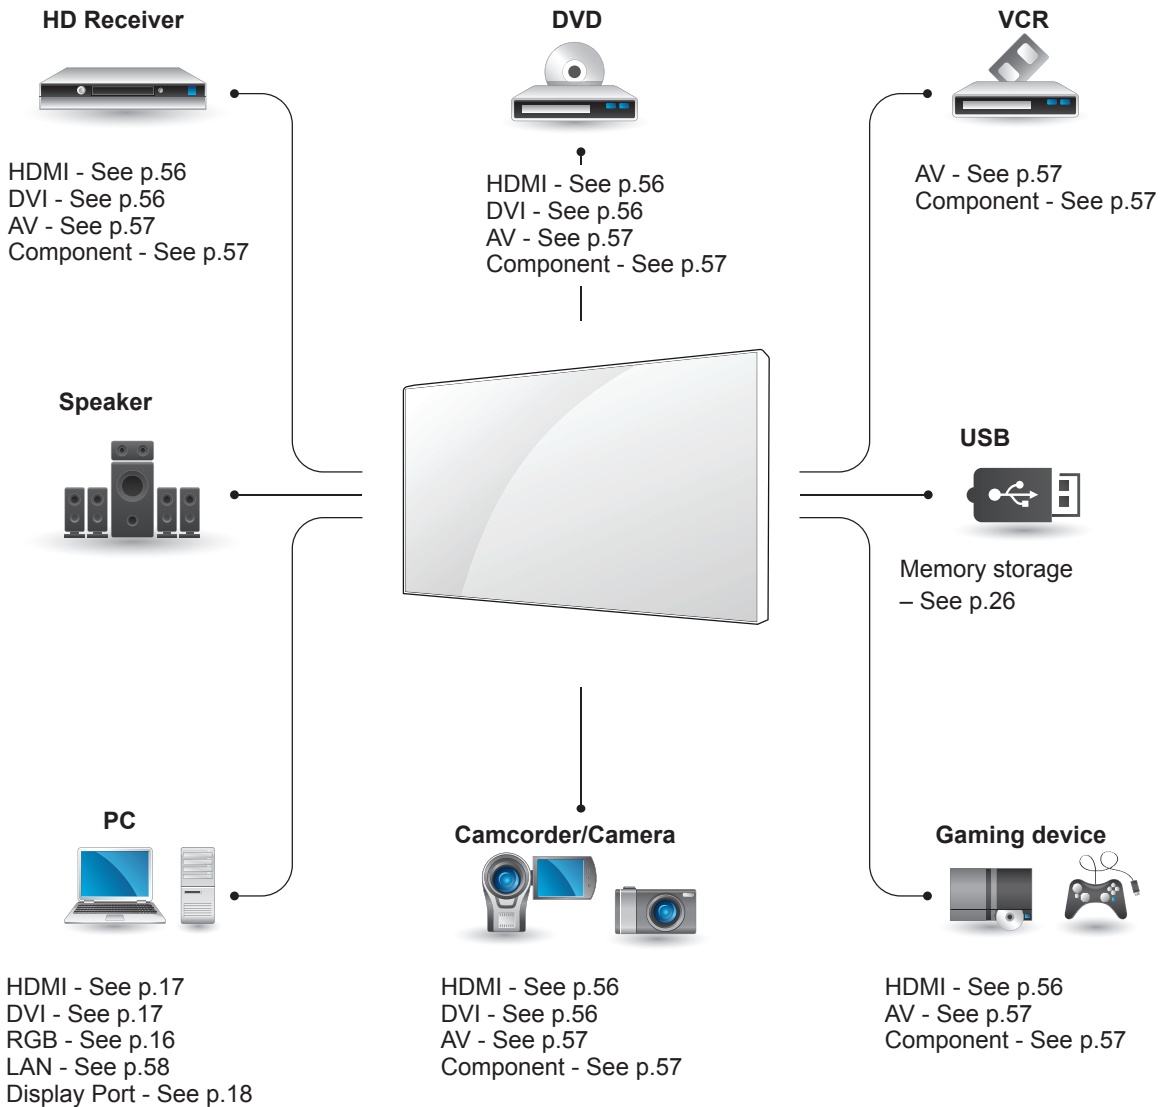 HD Receiver
HDMI - See p.56
DVI - See p.56
AV - See p.57
Component - See p.57
DVD
HDMI - See p.56
DVI - See p.56
AV - See p.57
Component - See p.57
VCR
AV - See p.57
Component - See p.57
Speaker
USB
Memory storage
– See p.26
PC
HDMI - See p.17
DVI - See p.17
RGB - See p.16
LAN - See p.58
Display Port - See p.18
Camcorder/Camera
HDMI - See p.56
DVI - See p.56
AV - See p.57
Component - See p.57
Gaming device
HDMI - See p.56
AV - See p.57
Component - See p.57